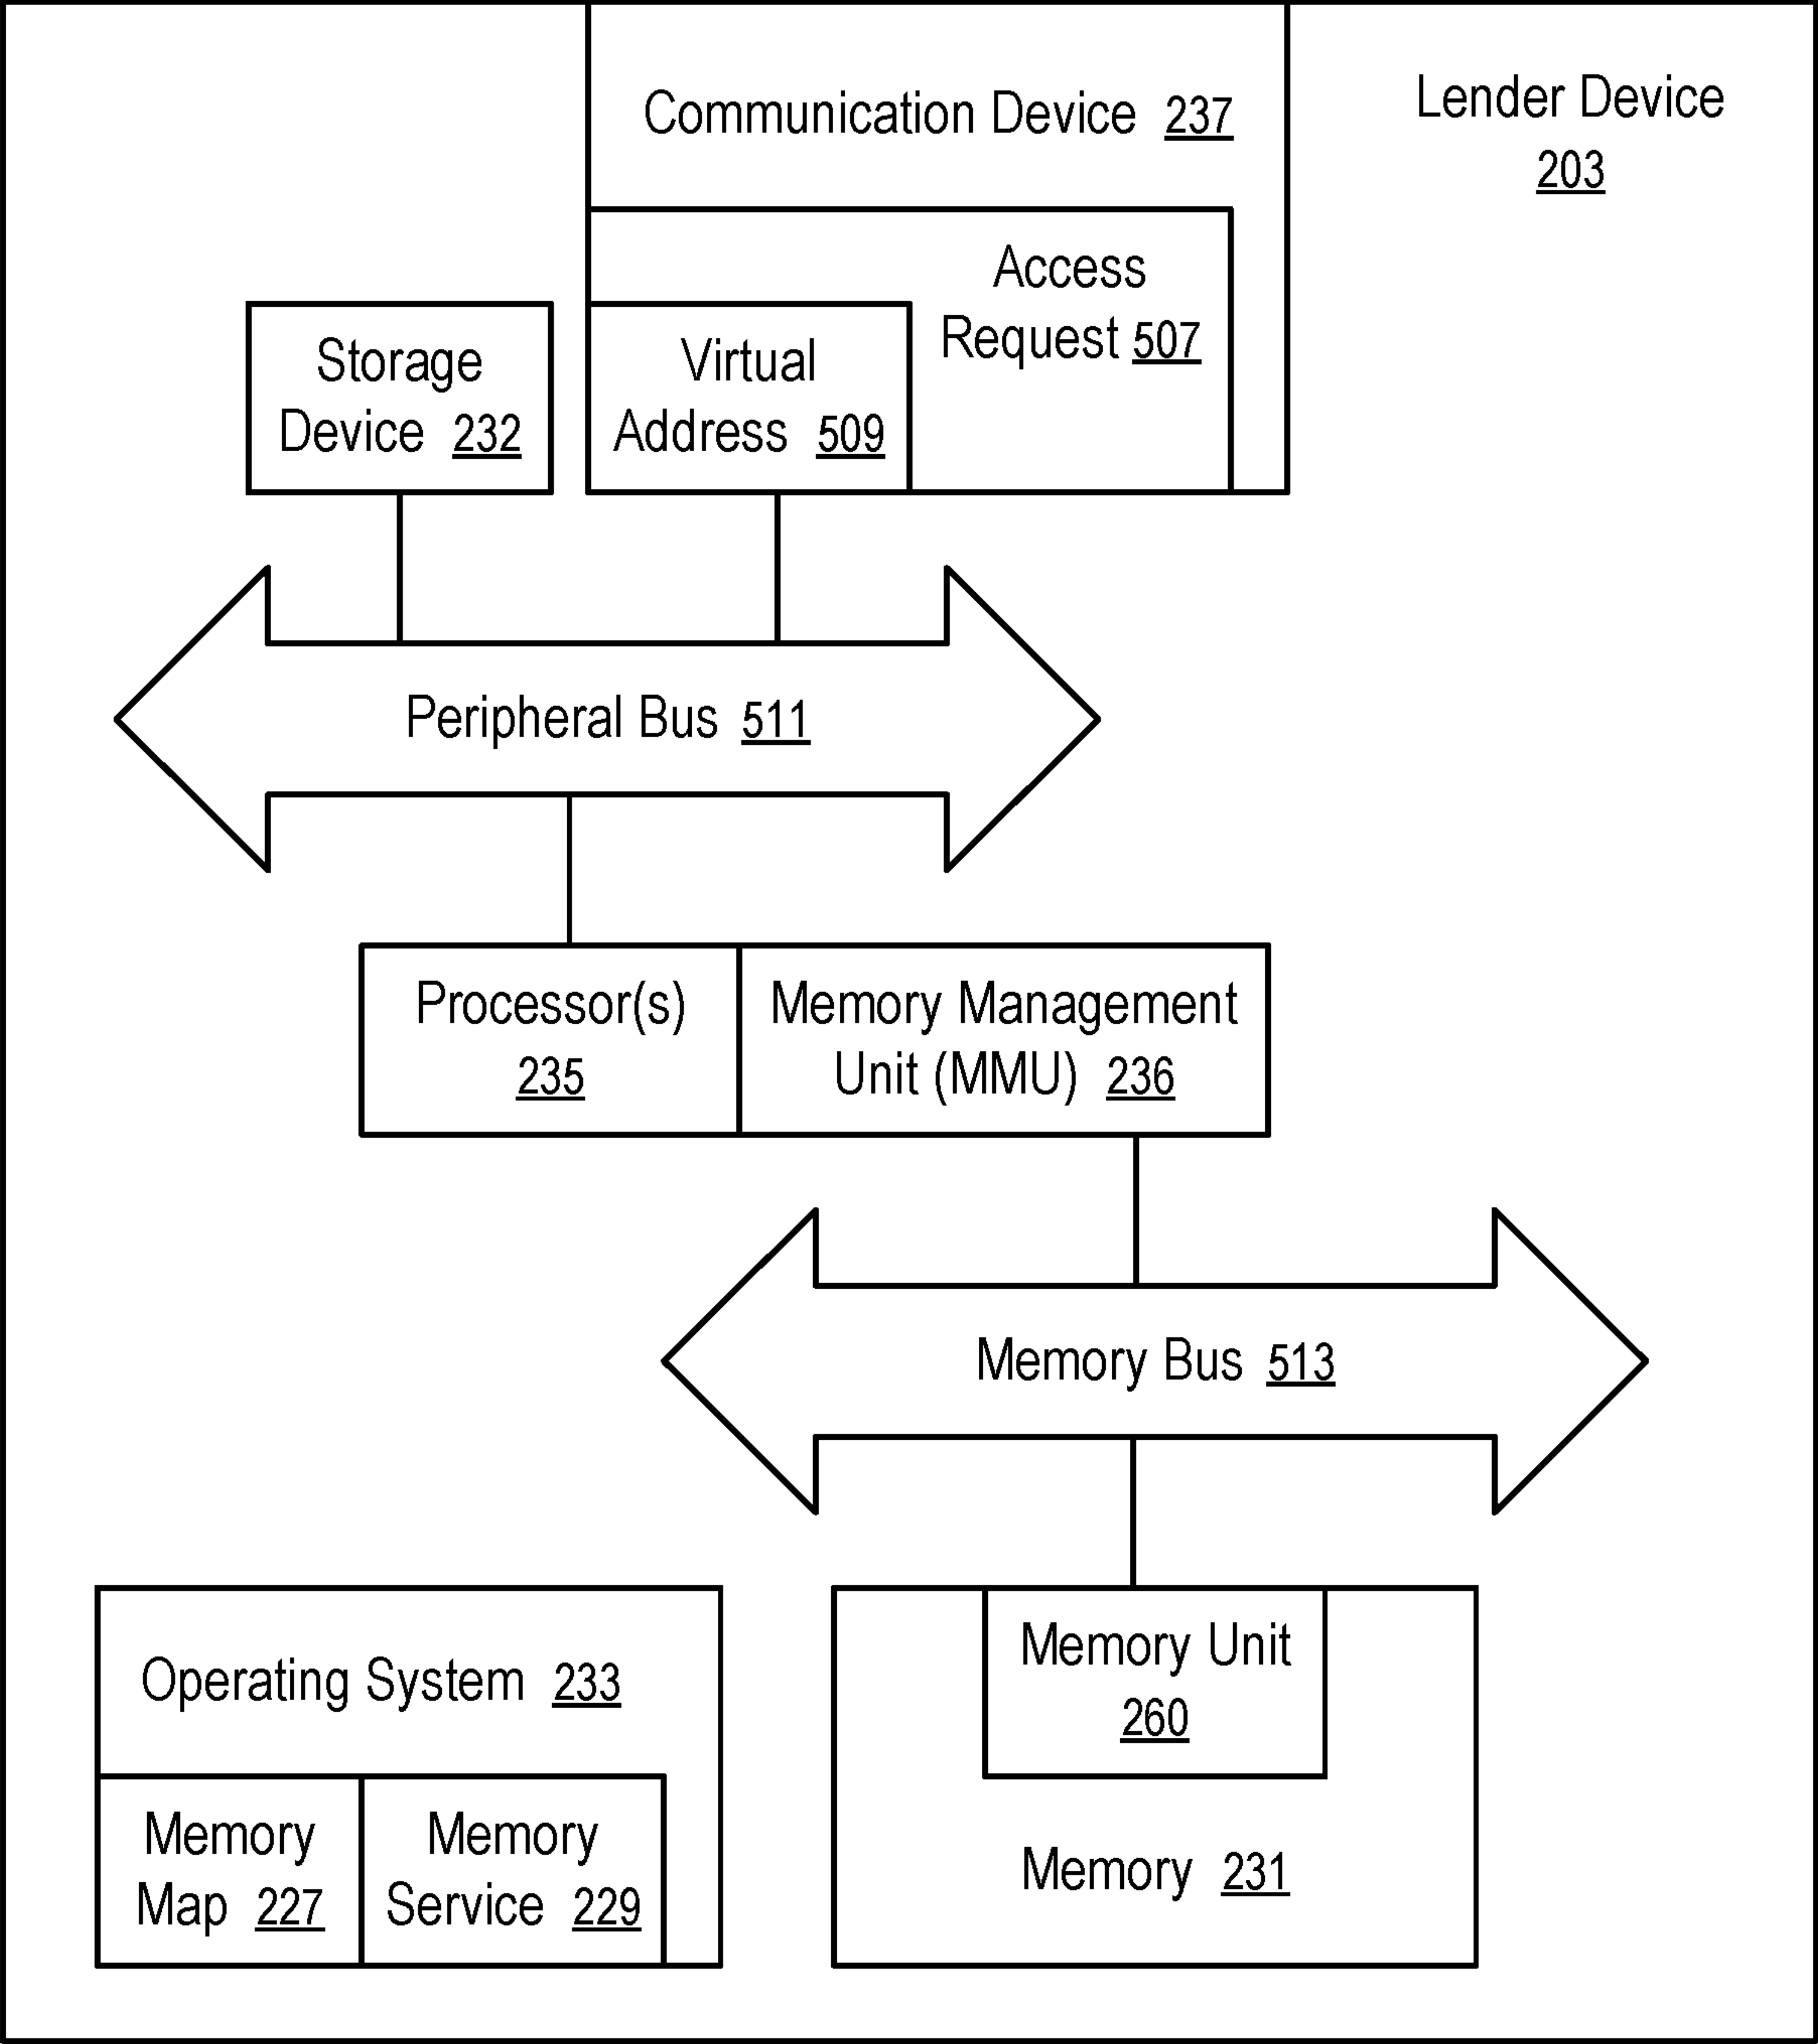 Communication Device 237
Lender Device
203
Access
Request 507
Storage
Device 232
Virtual
Address 509
Peripheral Bus 511
Processor(s)
235
Memory Management
Unit (MMU) 236
Memory Bus 513
Operating System 233
Memory
Map 227
Memory
Service 229
Memory Unit
260
Memory 231